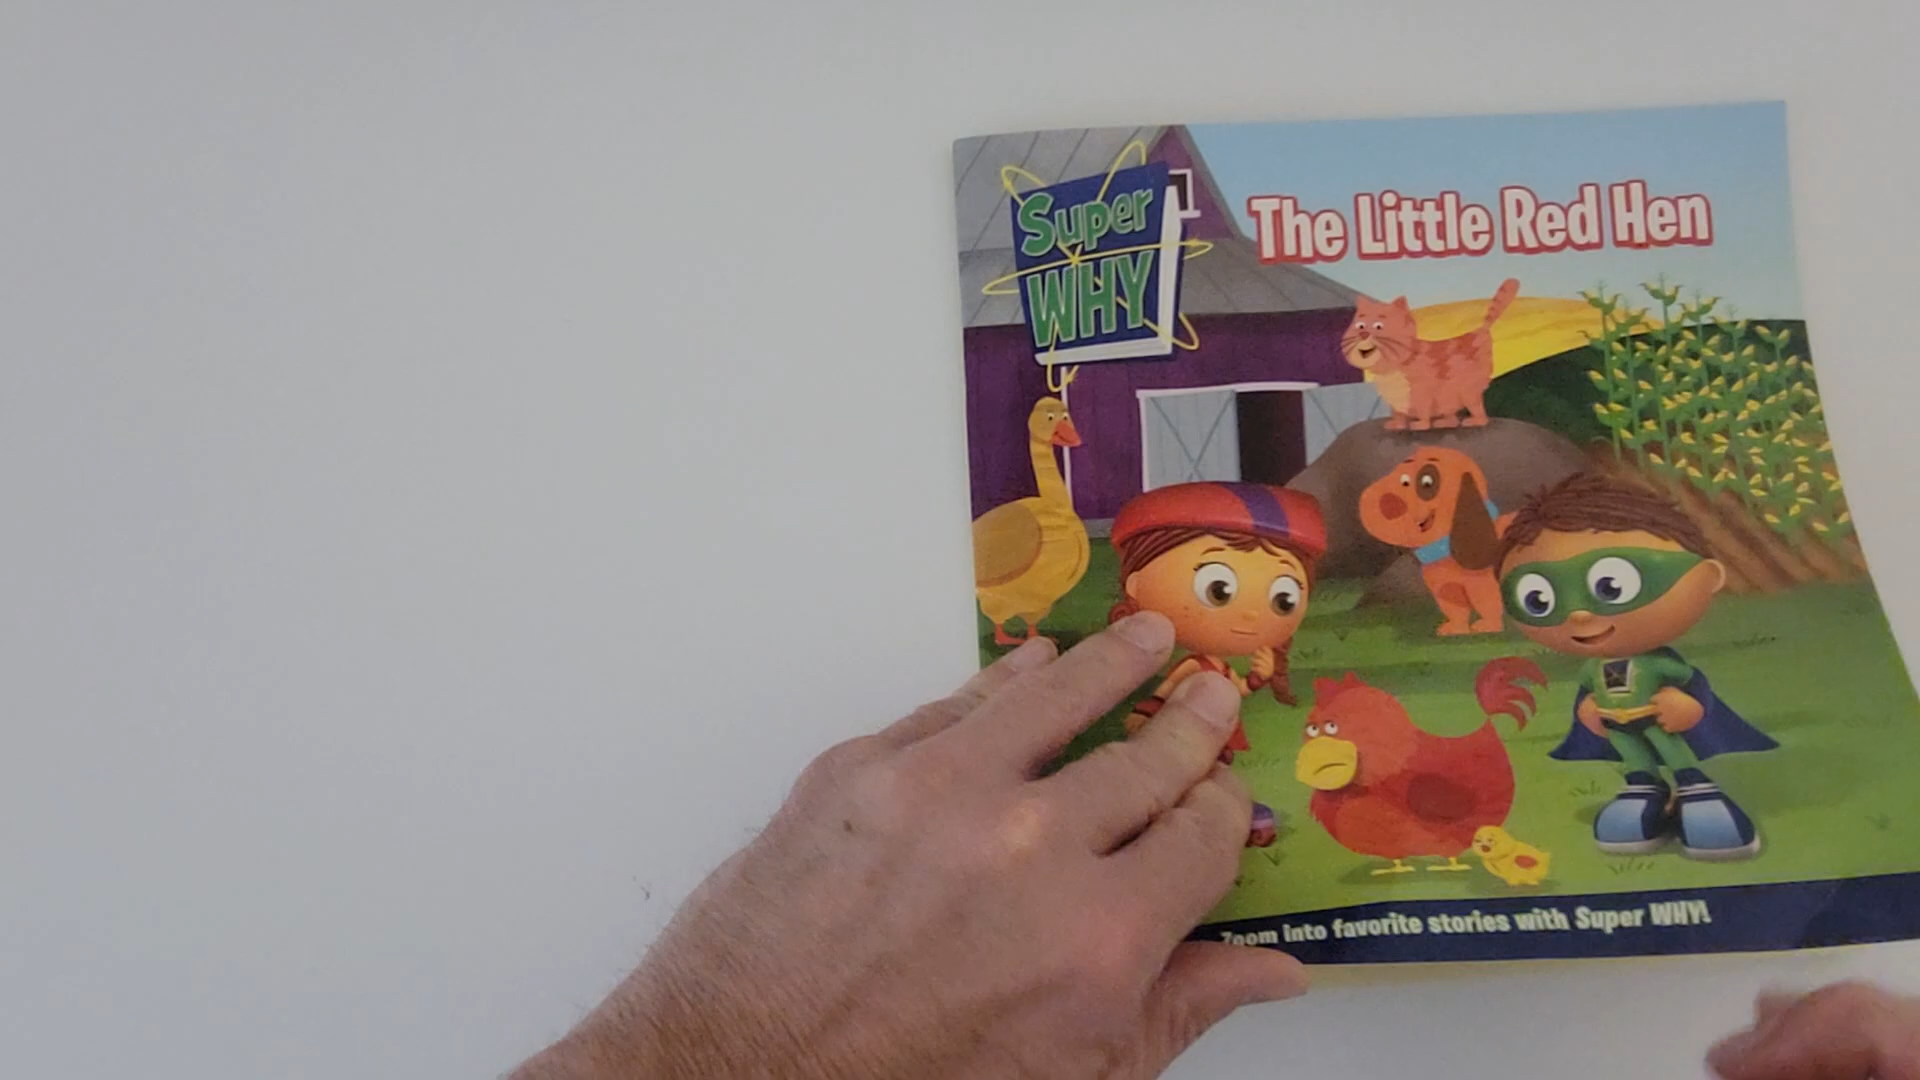 Super
WHY
The Little Red Hen
Zoom into favorite stories with Super WHY!